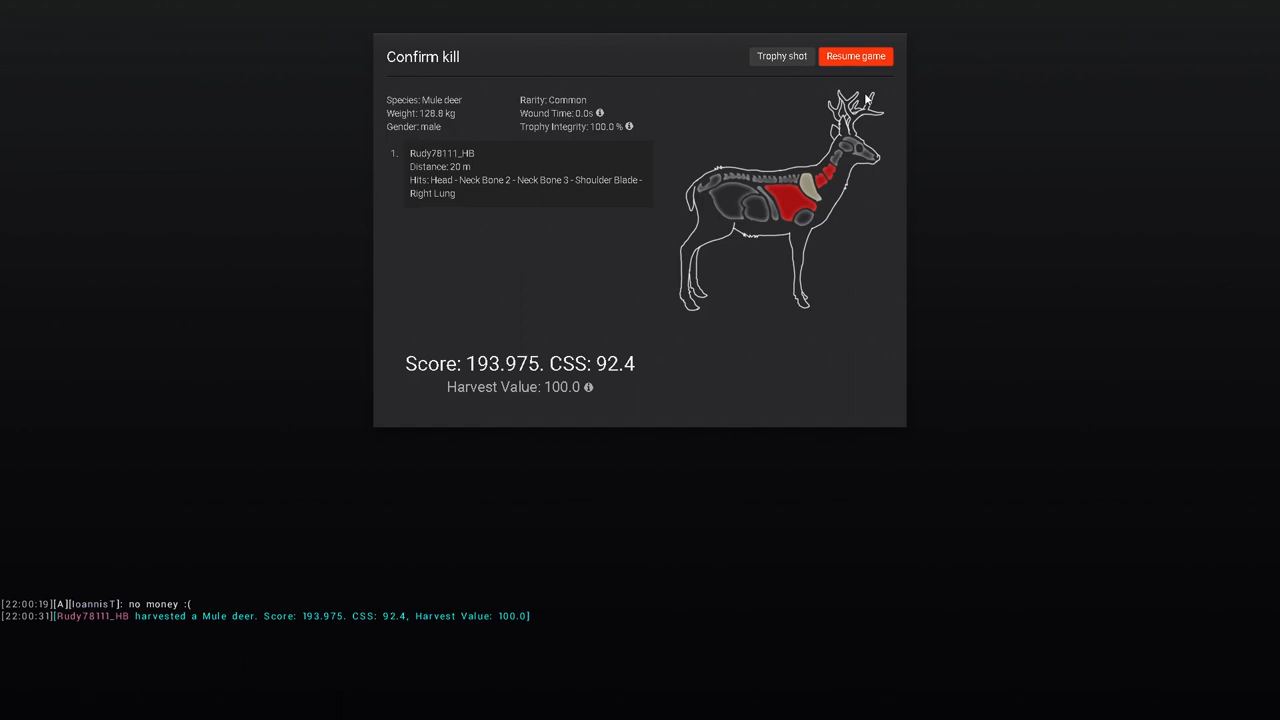 Confirm kill
Trophy shot
Resume game
Species: Mule deer
Rarity: Common
Weight: 128.8 kg
Wound Time: 0.0s
Gender: male
Trophy Integrity: 100.0 %
1. Rudy78111_HB
Distance: 20 m
Hits: Head - Neck Bone 2 - Neck Bone 3 - Shoulder Blade -
Right Lung
Score: 193.975. CSS: 92.4
Harvest Value: 100.0
[22:00:19][A][IoannisT]: no money :(
[22:00:31][Rudy78111_HB harvested a Mule deer. Score: 193.975. CSS: 92.4, Harvest Value: 100.0]